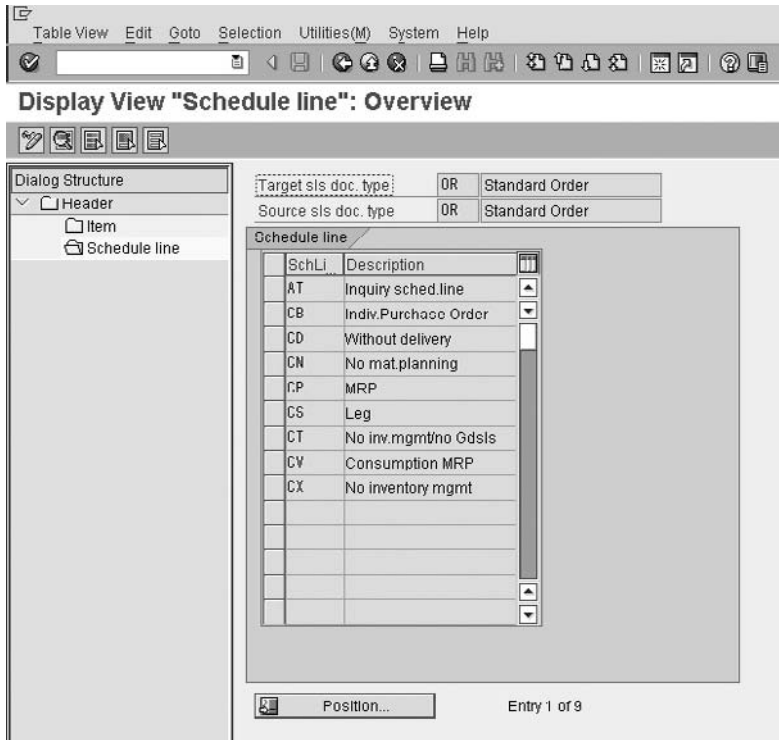 Table View Edit Goto Selection Utilities(M) System Help
Display View "Schedule line": Overview
Dialog Structure
Header
Item
Schedule line
Target sls doc. type OR Standard Order
Source sls doc. type OR Standard Order
Schedule line
SchLi... Description
AT Inquiry sched.line
CB Indiv.Purchase Order
CD Without delivery
CN No mat.planning
CP MRP
CS Leg
CT No inv.mgmt/no GdsIs
CV Consumption MRP
CX No inventory mgmt
Position... Entry 1 of 9